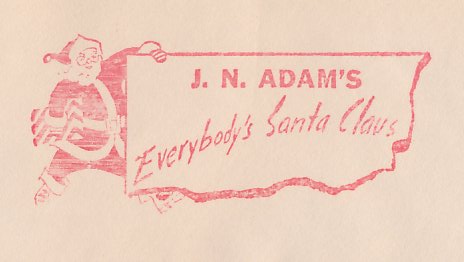 J. N. ADAM'S
Everybody's Santa Claus